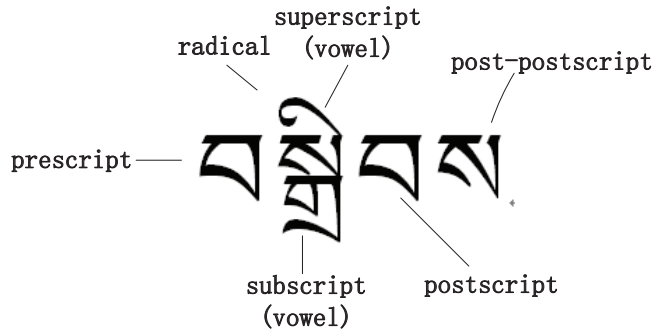 superscript
(vowel)
radical
post-postscript
prescript
བསྒྲིབས
subscript
(vowel)
postscript